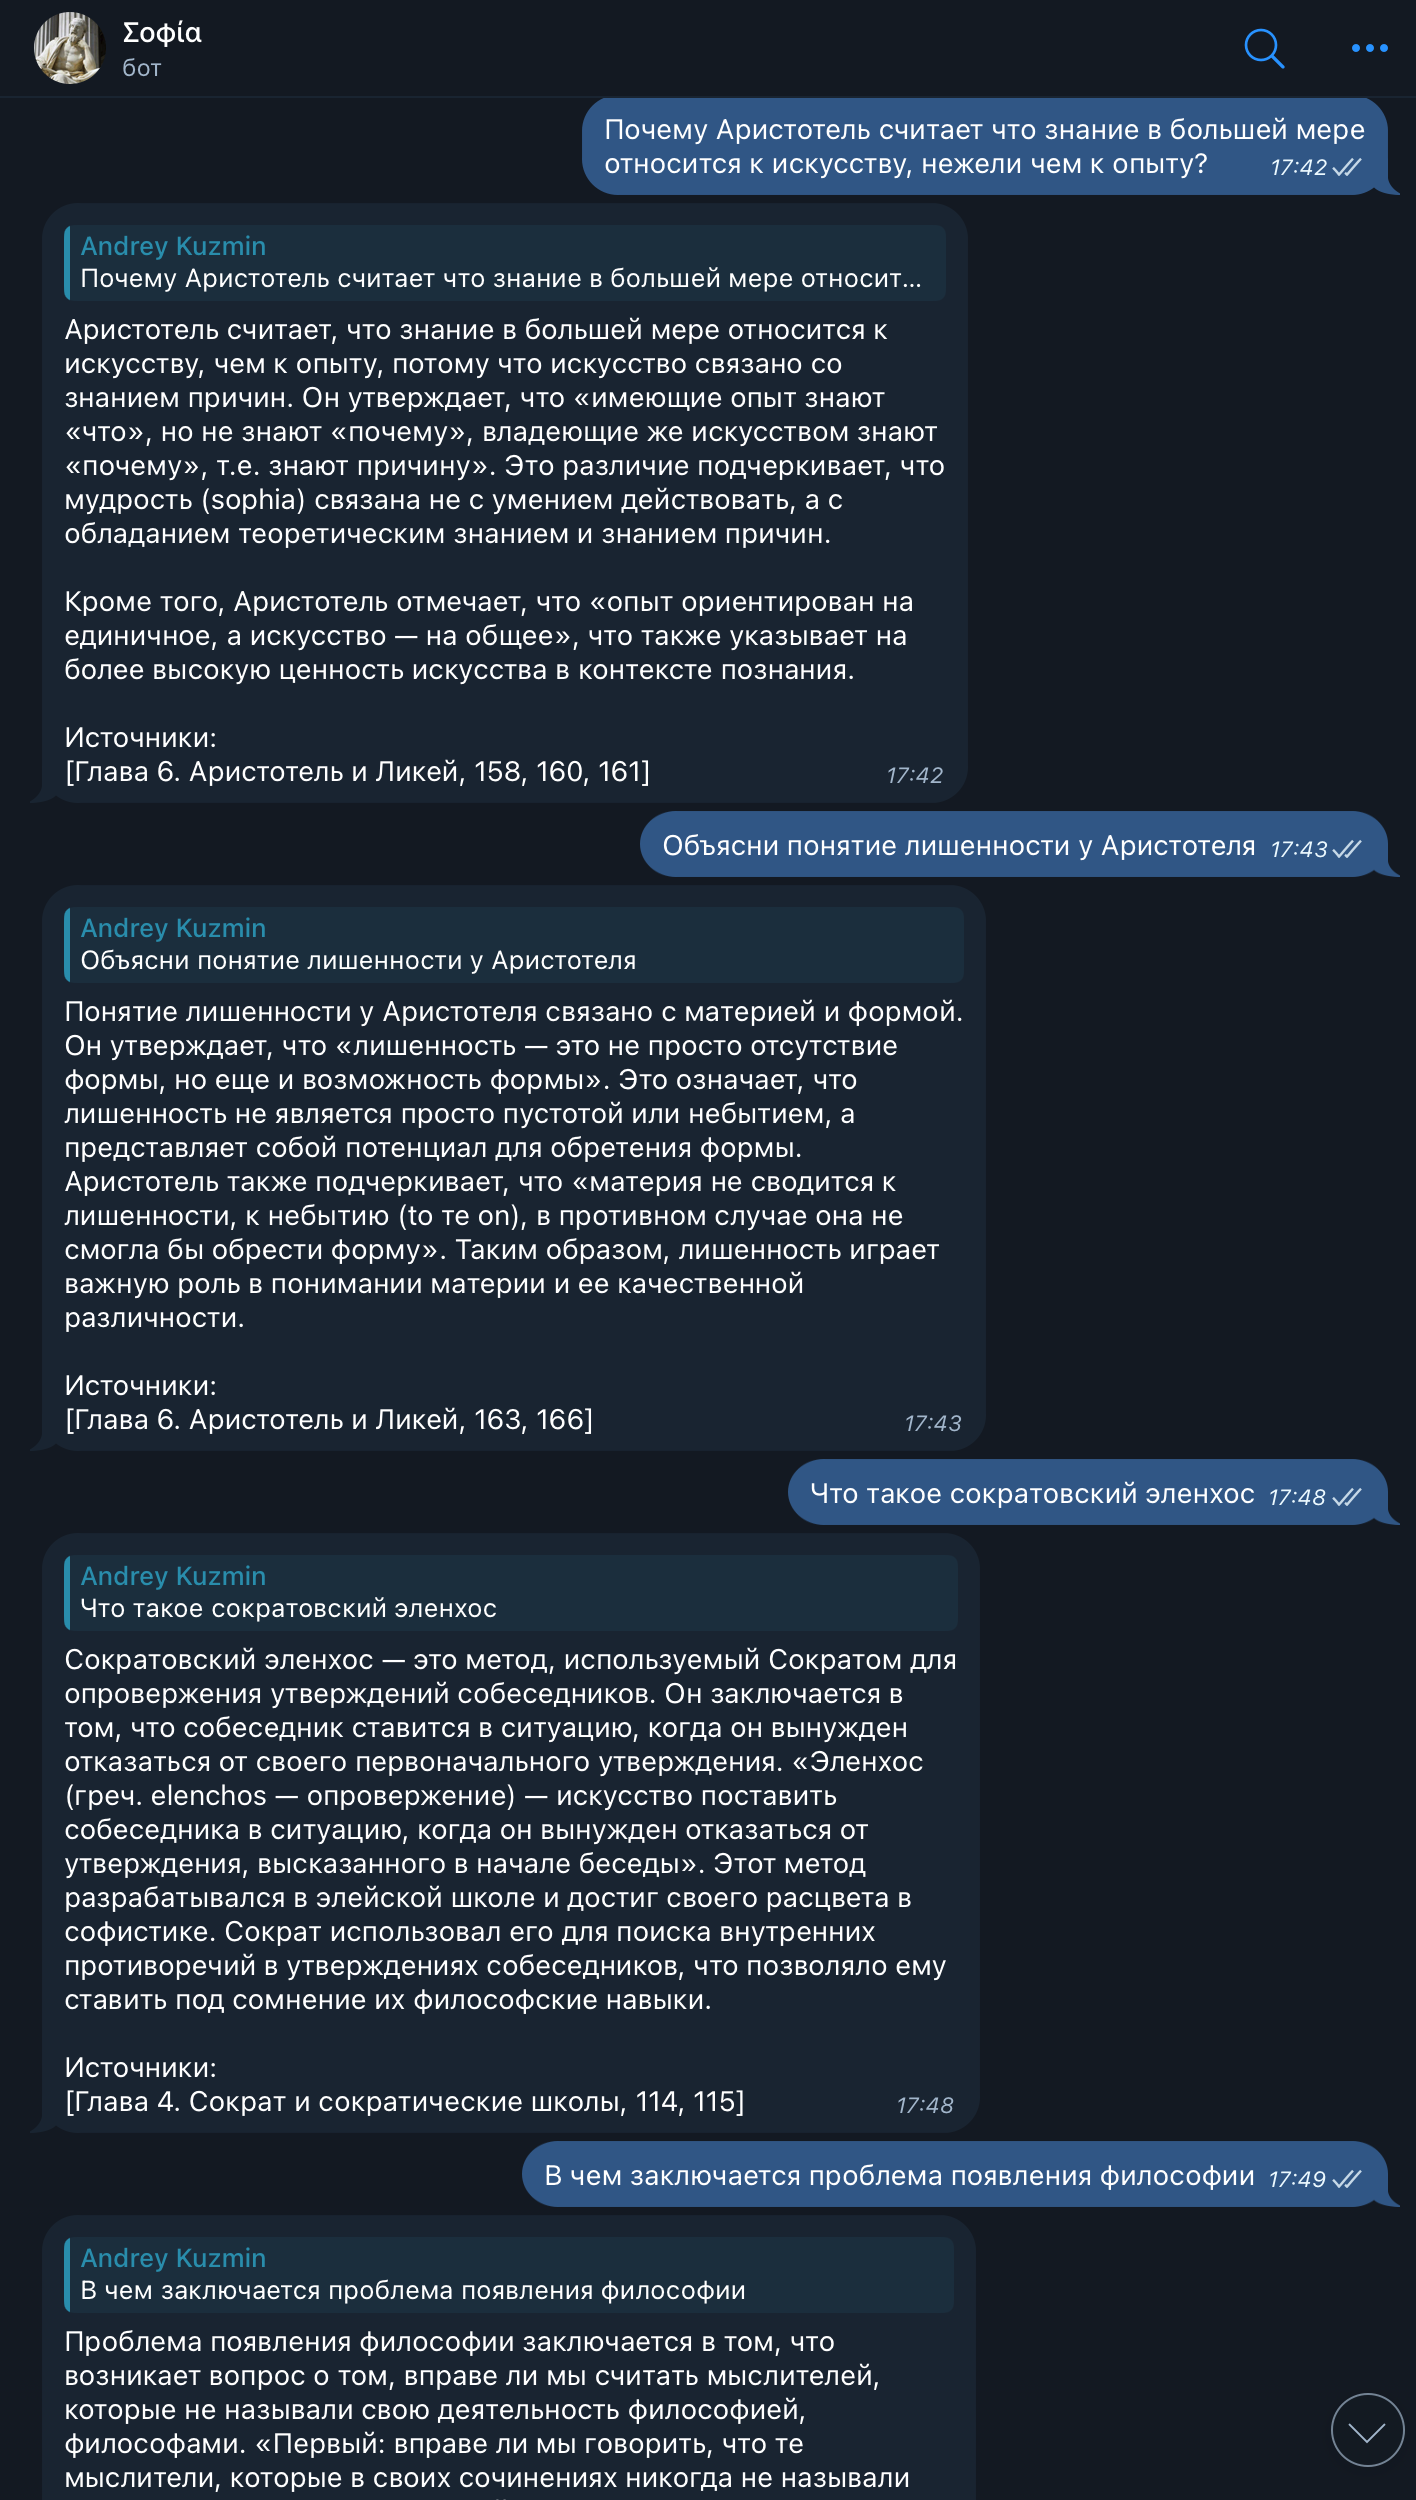 Σοφία
бот
Почему Аристотель считает что знание в большей мере
относится к искусству, нежели чем к опыту? 17:42
Andrey Kuzmin
Почему Аристотель считает что знание в большей мере относит...
Аристотель считает, что знание в большей мере относится к
искусству, чем к опыту, потому что искусство связано со
знанием причин. Он утверждает, что «имеющие опыт знают
«что», но не знают «почему», владеющие же искусством знают
«почему», т.е. знают причину». Это различие подчеркивает, что
мудрость (sophia) связана не с умением действовать, а с
обладанием теоретическим знанием и знанием причин.
Кроме того, Аристотель отмечает, что «опыт ориентирован на
единичное, а искусство — на общее», что также указывает на
более высокую ценность искусства в контексте познания.
Источники:
[Глава 6. Аристотель и Ликей, 158, 160, 161] 17:42
Объясни понятие лишенности у Аристотеля 17:43
Andrey Kuzmin
Объясни понятие лишенности у Аристотеля
Понятие лишенности у Аристотеля связано с материей и формой.
Он утверждает, что «лишенность — это не просто отсутствие
формы, но еще и возможность формы». Это означает, что
лишенность не является просто пустотой или небытием, а
представляет собой потенциал для обретения формы.
Аристотель также подчеркивает, что «материя не сводится к
лишенности, к небытию (to те on), в противном случае она не
смогла бы обрести форму». Таким образом, лишенность играет
важную роль в понимании материи и ее качественной
различности.
Источники:
[Глава 6. Аристотель и Ликей, 163, 166] 17:43
Что такое сократовский эленхос 17:48
Andrey Kuzmin
Что такое сократовский эленхос
Сократовский эленхос — это метод, используемый Сократом для
опровержения утверждений собеседников. Он заключается в
том, что собеседник ставится в ситуацию, когда он вынужден
отказаться от своего первоначального утверждения. «Эленхос
(греч. elenchos — опровержение) — искусство поставить
собеседника в ситуацию, когда он вынужден отказаться от
утверждения, высказанного в начале беседы». Этот метод
разрабатывался в элейской школе и достиг своего расцвета в
софистике. Сократ использовал его для поиска внутренних
противоречий в утверждениях собеседников, что позволяло ему
ставить под сомнение их философские навыки.
Источники:
[Глава 4. Сократ и сократические школы, 114, 115] 17:48
В чем заключается проблема появления философии 17:49
Andrey Kuzmin
В чем заключается проблема появления философии
Проблема появления философии заключается в том, что
возникает вопрос о том, вправе ли мы считать мыслителей,
которые не называли свою деятельность философией,
философами. «Первый: вправе ли мы говорить, что те
мыслители, которые в своих сочинениях никогда не называли